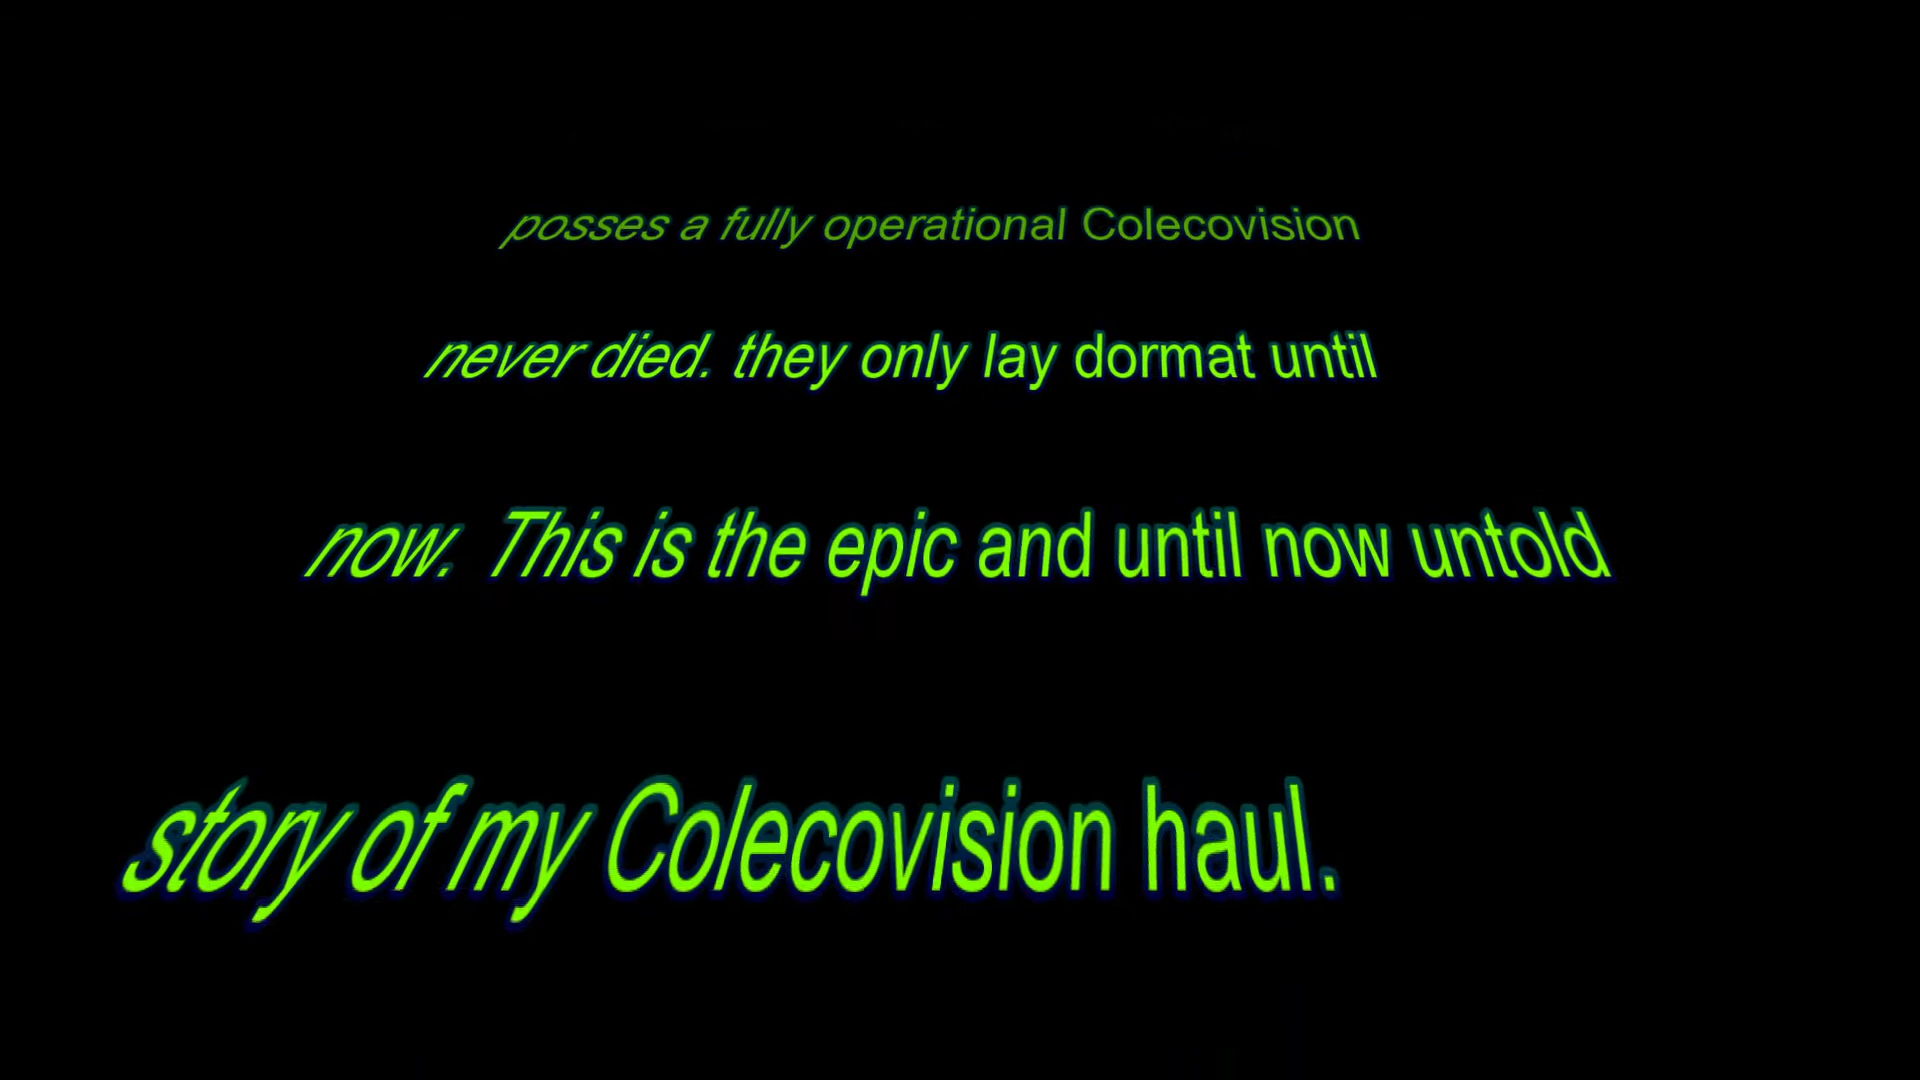 posses a fully operational Colecovision
never died. they only lay dormat until
now. This is the epic and until now untold
story of my Colecovision haul.